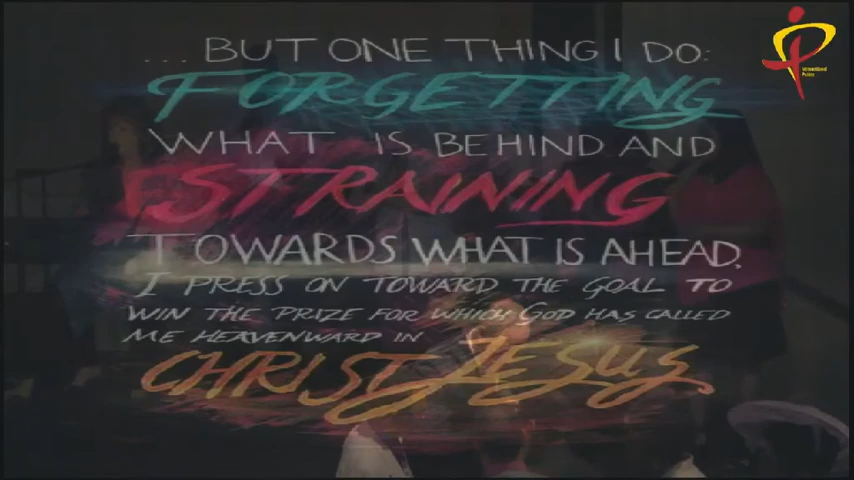 ... BUT ONE THING I DO:
FORGETTING
WHAT IS BEHIND AND
STRAINING
TOWARDS WHAT IS AHEAD,
I PRESS ON TOWARD THE GOAL TO
WIN THE PRIZE FOR WHICH GOD HAS CALLED
ME HEAVENWARD IN
CHRIST JESUS